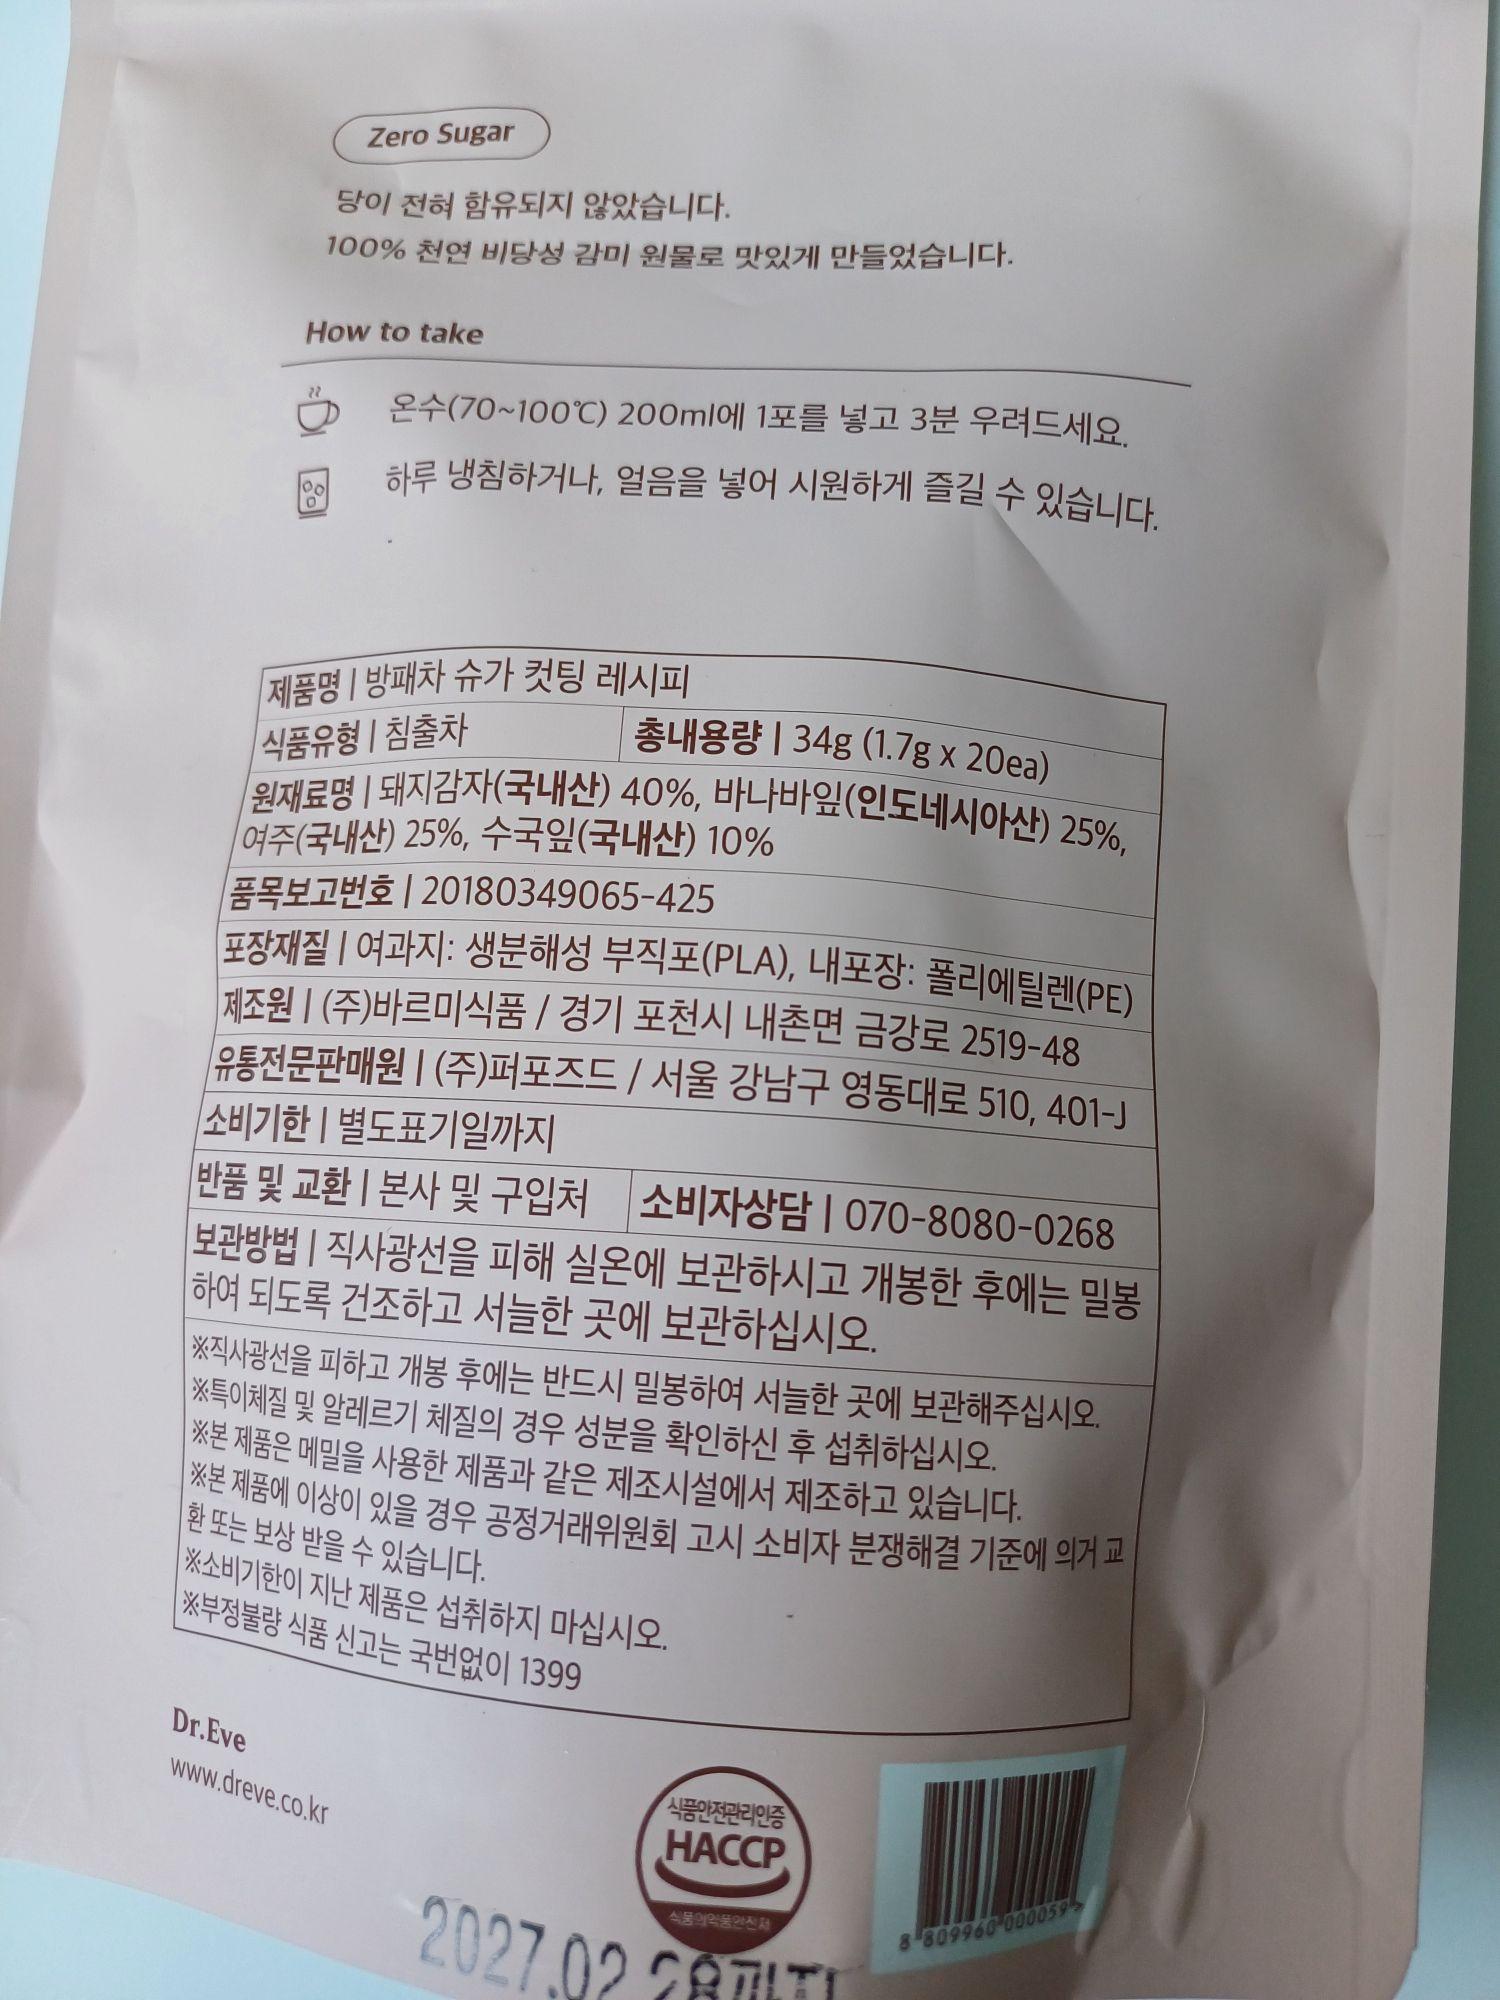 Zero Sugar
당이 전혀 함유되지 않았습니다.
100% 천연 비당성 감미 원물로 맛있게 만들었습니다.
How to take
온수(70~100℃) 200ml에 1포를 넣고 3분 우려드세요.
하루 냉침하거나, 얼음을 넣어 시원하게 즐길 수 있습니다.
제품명 | 방패차 슈가 컷팅 레시피
식품유형 | 침출차 총내용량 | 34g (1.7g x 20ea)
원재료명 | 돼지감자(국내산) 40%, 바나바잎(인도네시아산) 25%,
여주(국내산) 25%, 수국잎(국내산) 10%
품목보고번호 | 20180349065-425
포장재질 | 여과지: 생분해성 부직포(PLA), 내포장: 폴리에틸렌(PE)
제조원 | (주)바르미식품 / 경기 포천시 내촌면 금강로 2519-48
유통전문판매원 | (주)퍼포즈드 / 서울 강남구 영동대로 510, 401-J
소비기한 | 별도표기일까지
반품 및 교환 | 본사 및 구입처 소비자상담 | 070-8080-0268
보관방법 | 직사광선을 피해 실온에 보관하시고 개봉한 후에는 밀봉
하여 되도록 건조하고 서늘한 곳에 보관하십시오.
※직사광선을 피하고 개봉 후에는 반드시 밀봉하여 서늘한 곳에 보관해주십시오.
※특이체질 및 알레르기 체질의 경우 성분을 확인하신 후 섭취하십시오.
※본 제품은 메밀을 사용한 제품과 같은 제조시설에서 제조하고 있습니다.
※본 제품에 이상이 있을 경우 공정거래위원회 고시 소비자 분쟁해결 기준에 의거 교
환 또는 보상 받을 수 있습니다.
※소비기한이 지난 제품은 섭취하지 마십시오.
※부정불량 식품 신고는 국번없이 1399
Dr.Eve
www.dreve.co.kr
식품안전관리인증
HACCP
식품의약품안전처
8 809960 000059 >
2027.02.28까지